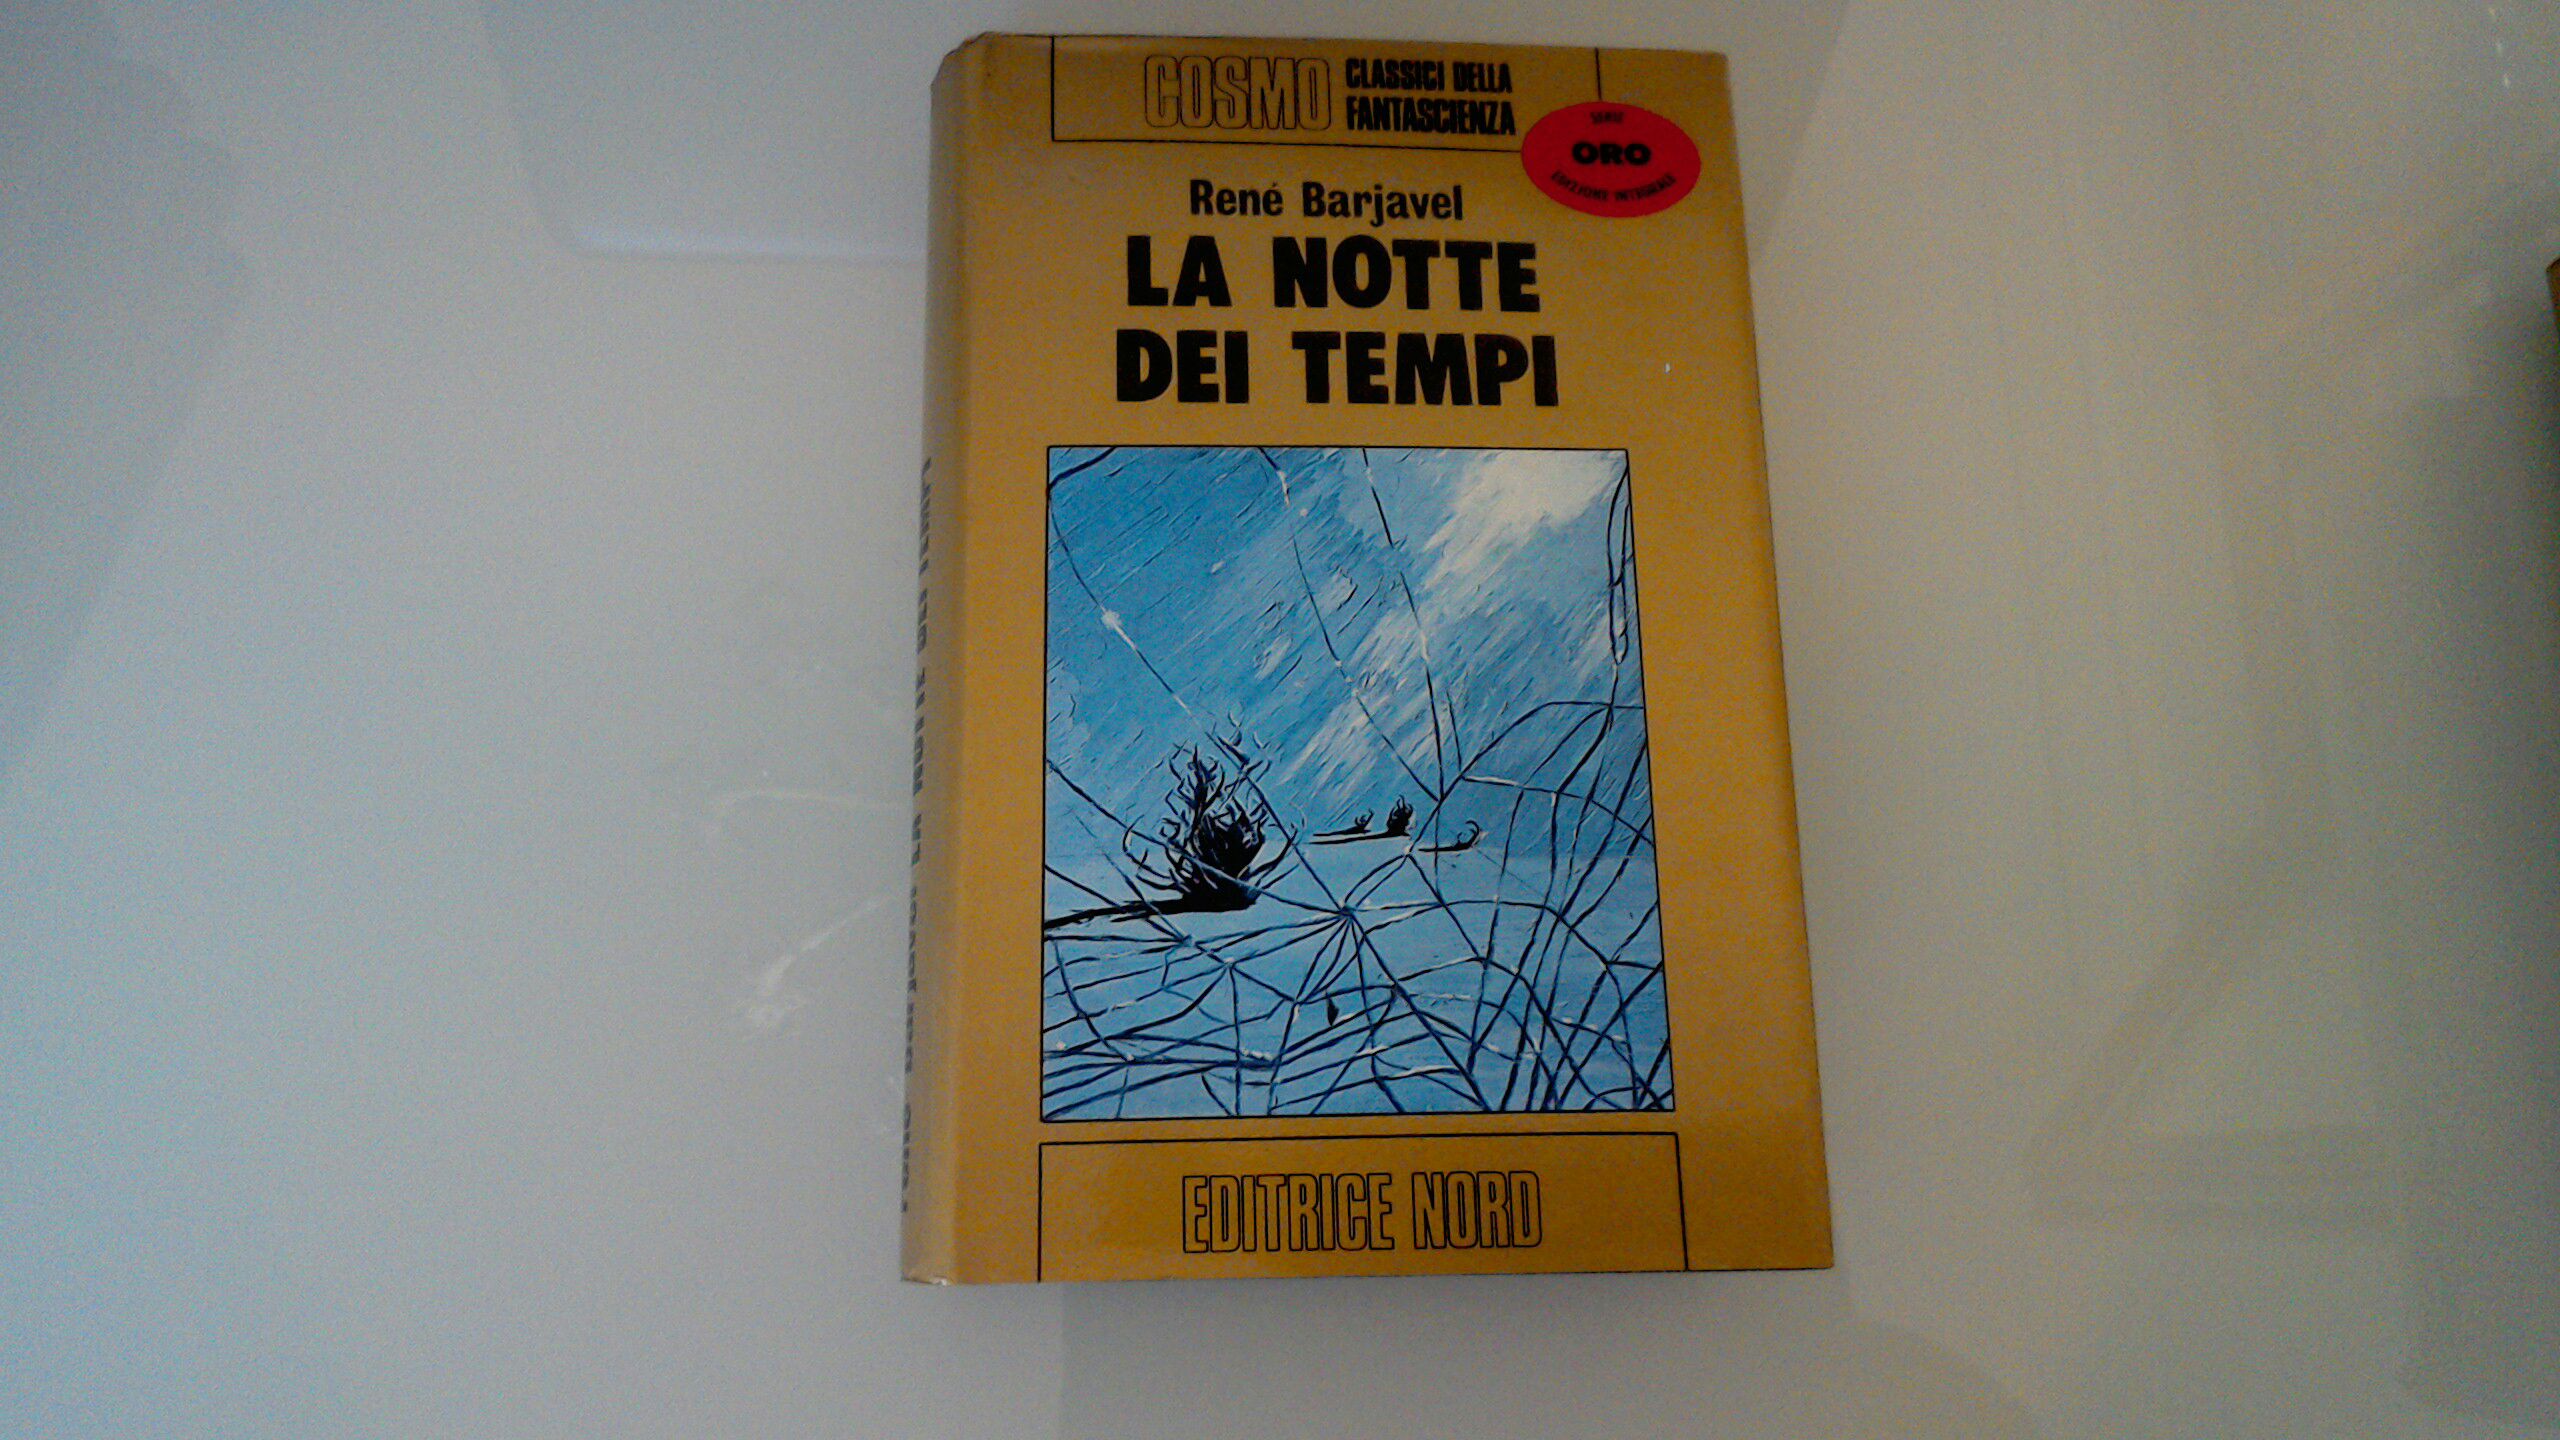 COSMO
CLASSICI DELLA
FANTASCIENZA
SERIE
ORO
EDIZIONE INTEGRALE
René Barjavel
LA NOTTE
DEI TEMPI
EDITRICE NORD